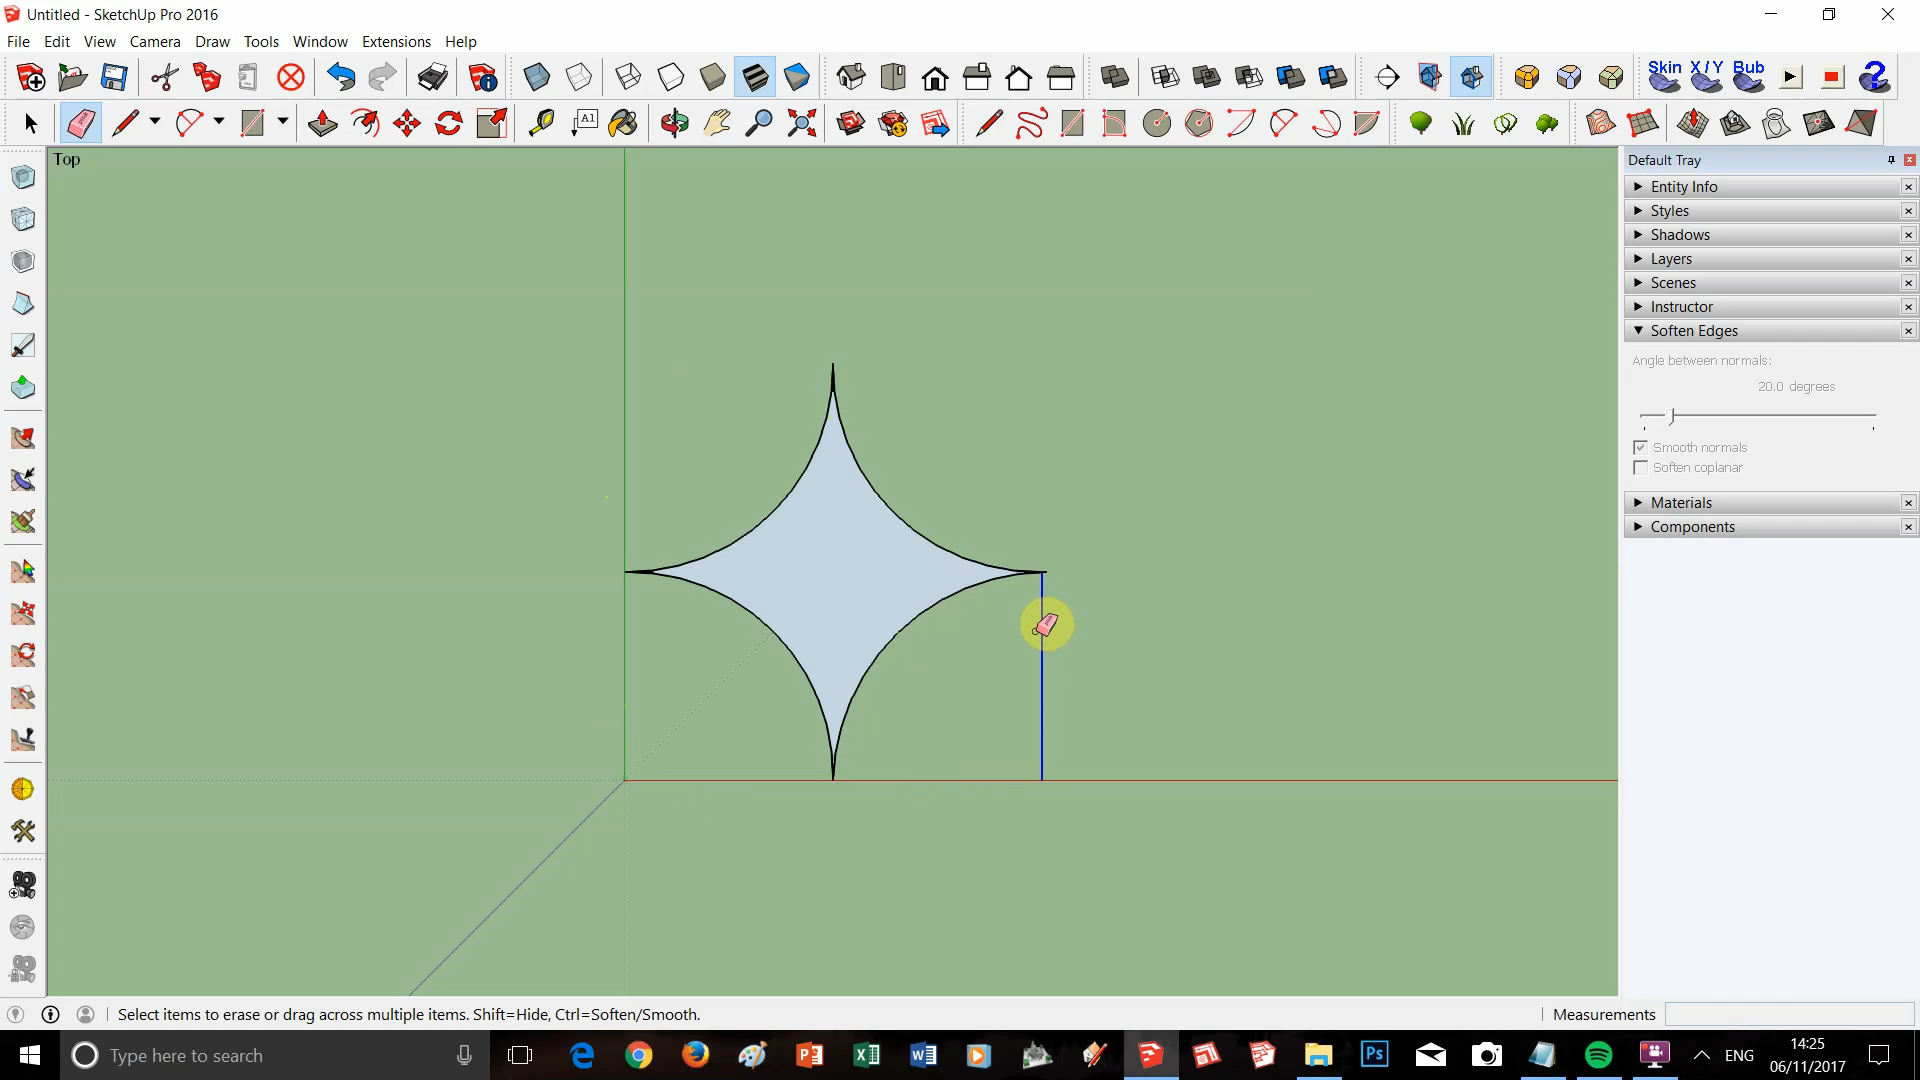 Untitled - SketchUp Pro 2016
File Edit View Camera Draw Tools Window Extensions Help
Skin X / Y Bub
A1
Top
Default Tray
Entity Info
Styles
Shadows
Layers
Scenes
Instructor
Soften Edges
Angle between normals:
20.0 degrees
Smooth normals
Soften coplanar
Materials
Components
Select items to erase or drag across multiple items. Shift=Hide, Ctrl=Soften/Smooth.
Measurements
Type here to search
ENG
14:25
06/11/2017